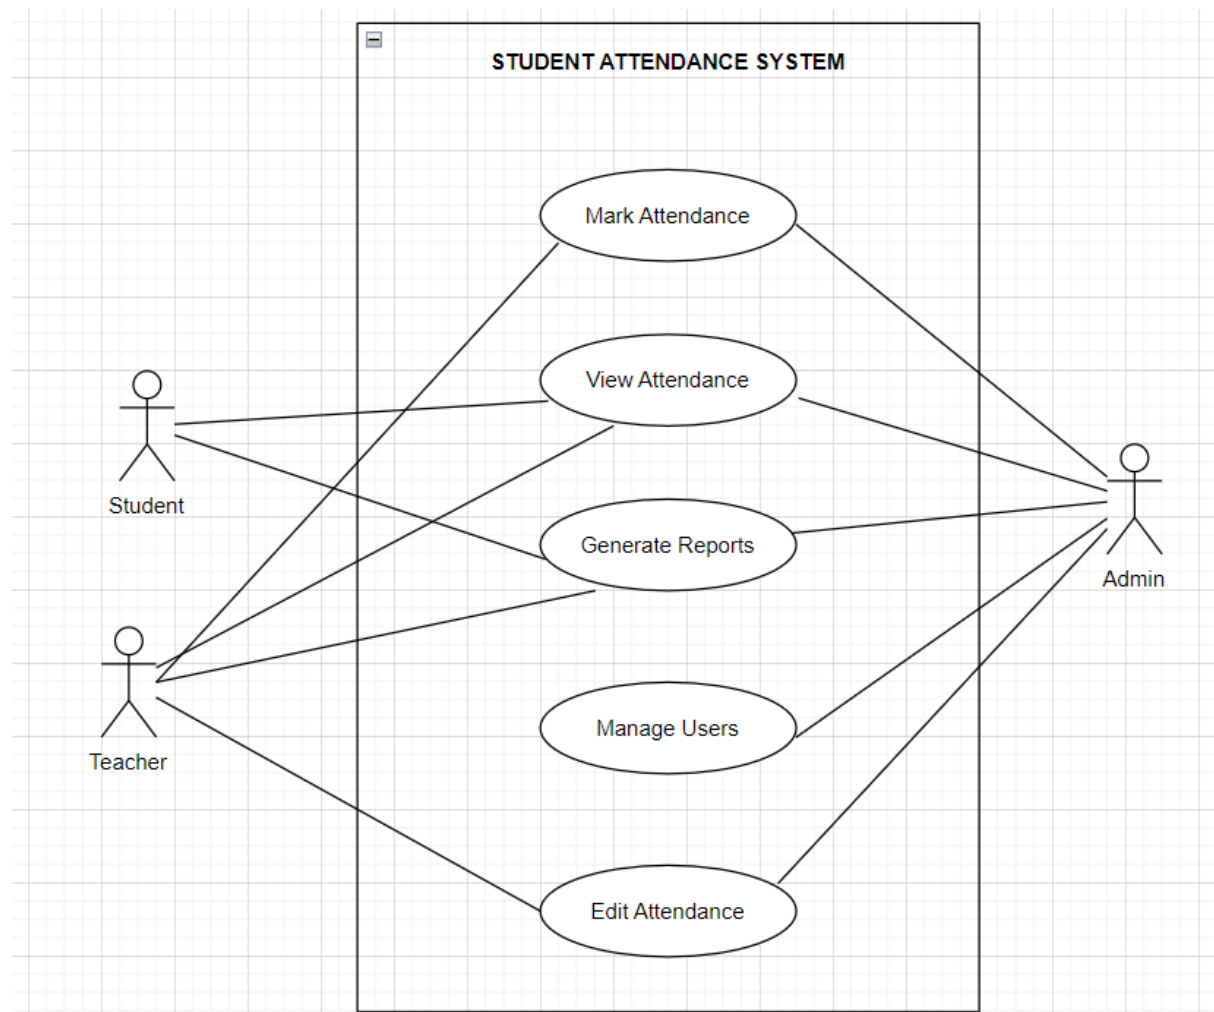 STUDENT ATTENDANCE SYSTEM
Mark Attendance
View Attendance
Student
Generate Reports
Admin
Manage Users
Teacher
Edit Attendance